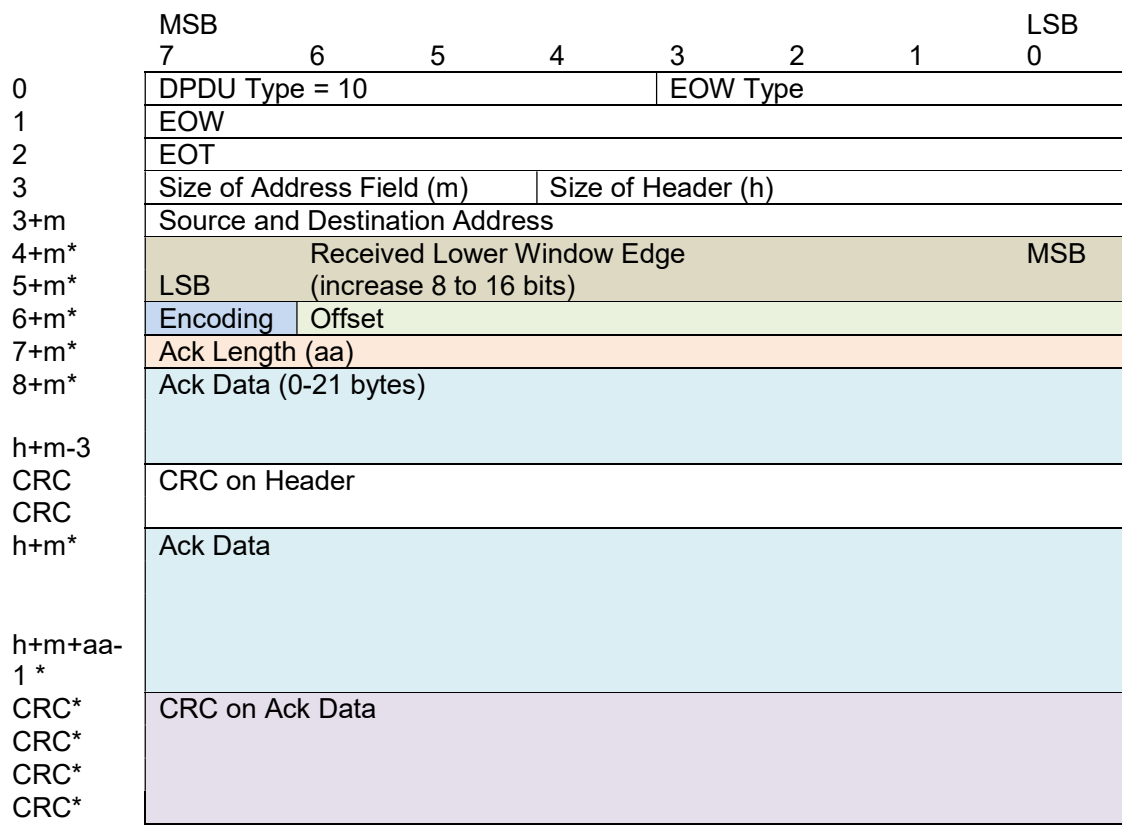 MSB LSB
7 6 5 4 3 2 1 0
0 DPDU Type = 10 EOW Type
1 EOW
2 EOT
3 Size of Address Field (m) Size of Header (h)
3+m Source and Destination Address
4+m* Received Lower Window Edge MSB
5+m* LSB (increase 8 to 16 bits)
6+m* Encoding Offset
7+m* Ack Length (aa)
8+m* Ack Data (0-21 bytes)
h+m-3
CRC CRC on Header
CRC
h+m* Ack Data
h+m+aa-
1 *
CRC* CRC on Ack Data
CRC*
CRC*
CRC*